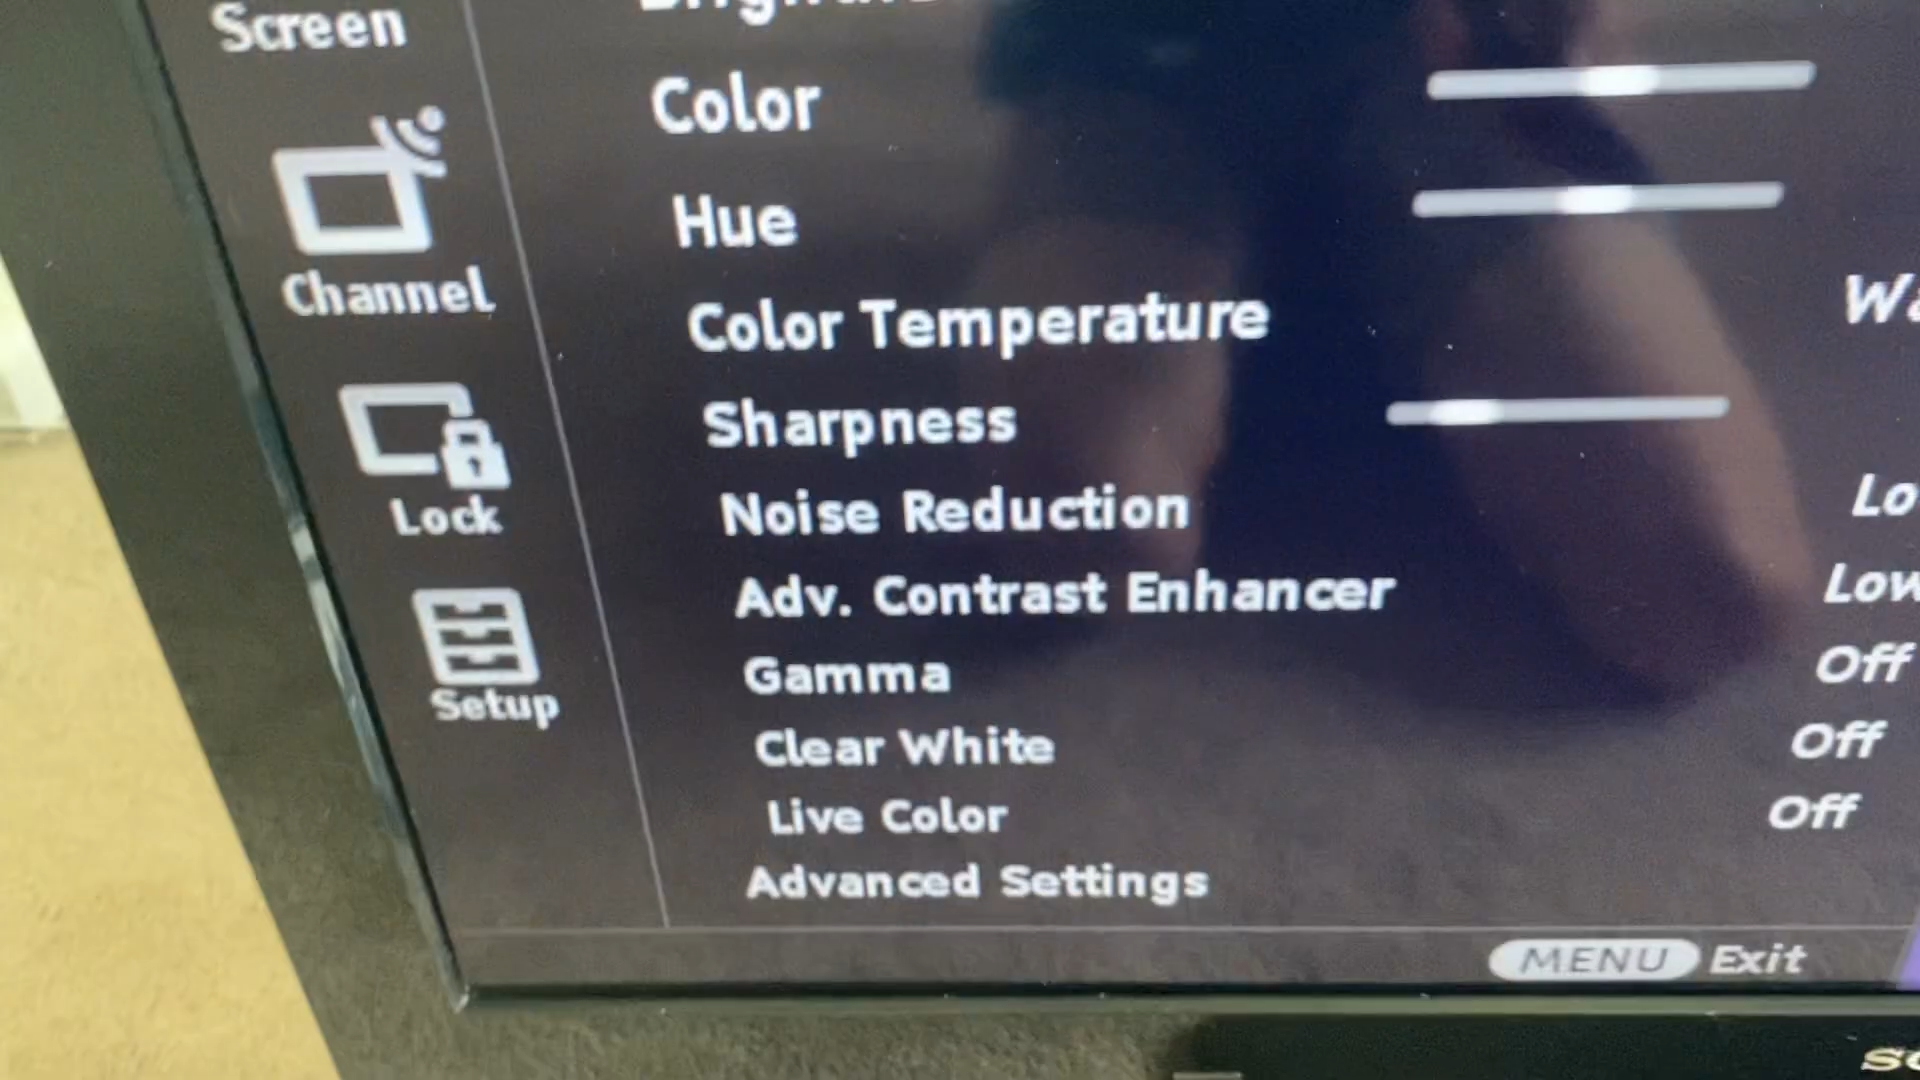 Screen
Color
Hue
Channel
Color Temperature
Sharpness
Lock
Noise Reduction
Adv. Contrast Enhancer
Low
Gamma
Off
Setup
Clear White
Off
Live Color
Off
Advanced Settings
MENU Exit